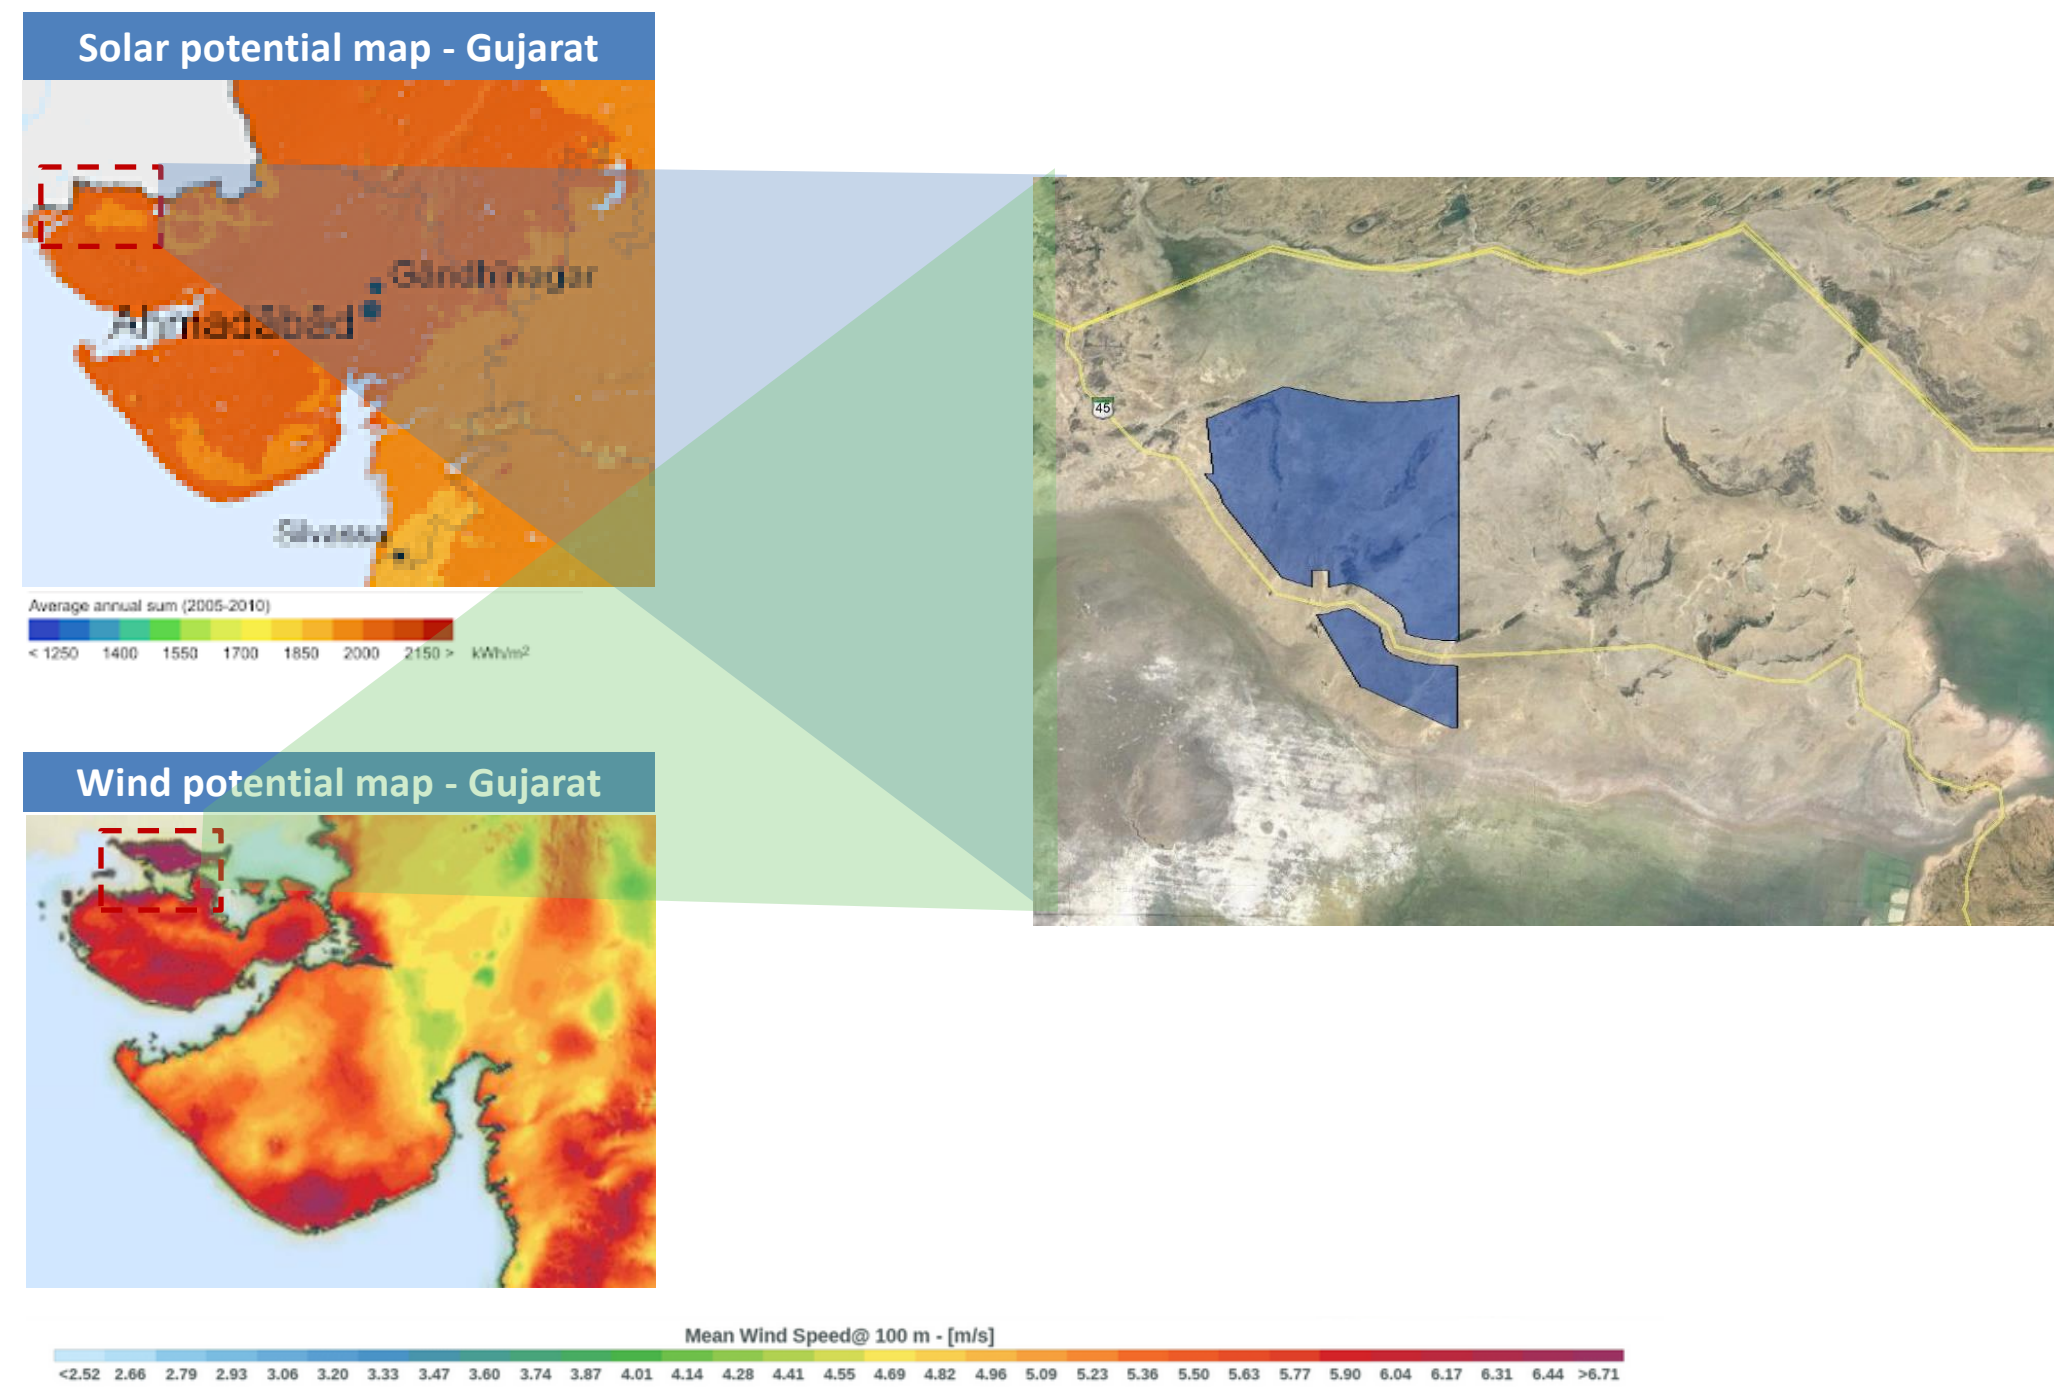 Solar potential map - Gujarat
Gāndhīnagar
Ahmadābād
Silvassa
Average annual sum (2005-2010)
< 1250 1400 1550 1700 1850 2000 2150 > kWh/m²
45
Wind potential map - Gujarat
Mean Wind Speed@ 100 m - [m/s]
<2.52 2.66 2.79 2.93 3.06 3.20 3.33 3.47 3.60 3.74 3.87 4.01 4.14 4.28 4.41 4.55 4.69 4.82 4.96 5.09 5.23 5.36 5.50 5.63 5.77 5.90 6.04 6.17 6.31 6.44 >6.71